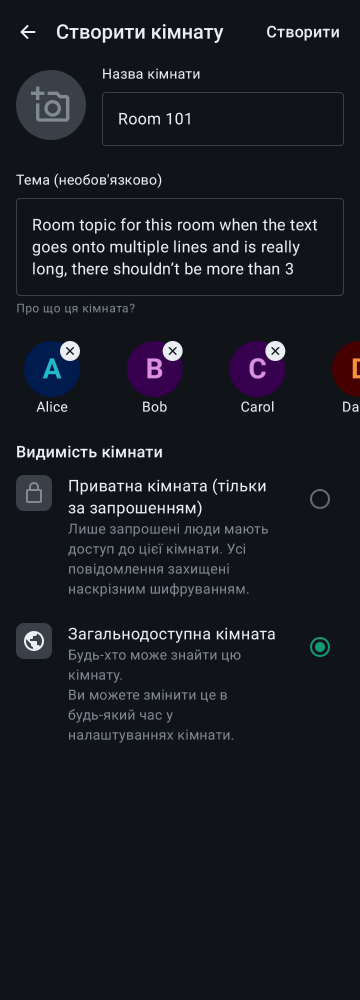 Створити кімнату
Створити
Назва кімнати
Room 101
Тема (необов'язково)
Room topic for this room when the text
goes onto multiple lines and is really
long, there shouldn’t be more than 3
Про що ця кімната?
A
B
C
D
Alice
Bob
Carol
Da
Видимість кімнати
Приватна кімната (тільки
за запрошенням)
Лише запрошені люди мають
доступ до цієї кімнати. Усі
повідомлення захищені
наскрізним шифруванням.
Загальнодоступна кімната
Будь-хто може знайти цю
кімнату.
Ви можете змінити це в
будь-який час у
налаштуваннях кімнати.